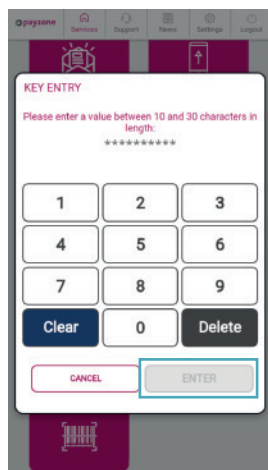 payzone Services Support News Settings Logout
KEY ENTRY
Please enter a value between 10 and 30 characters in
length:
**********
1 2 3
4 5 6
7 8 9
Clear 0 Delete
CANCEL ENTER